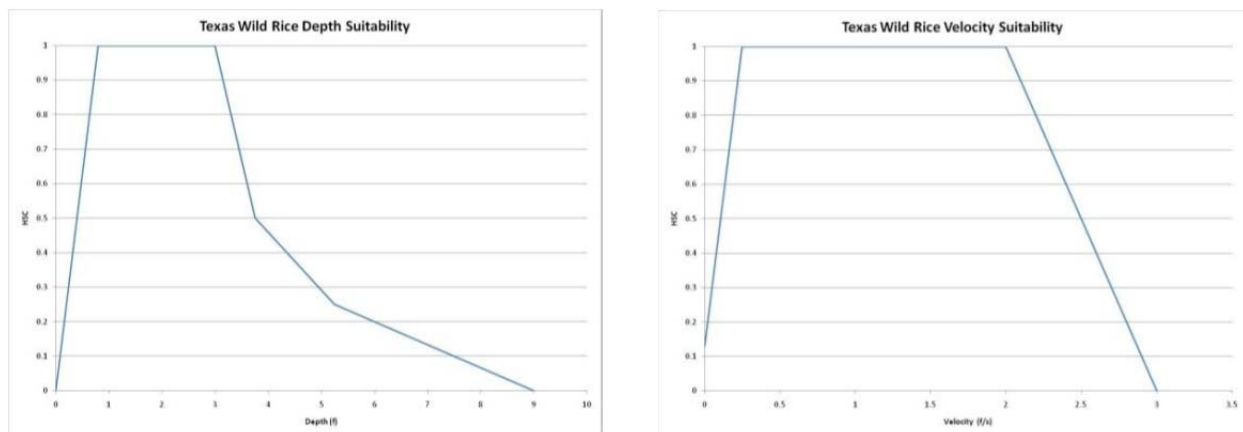 Texas Wild Rice Depth Suitability
1
0.9
0.8
0.7
0.6
0.5
0.4
0.3
0.2
0.1
0
HSC
0 1 2 3 4 5 6 7 8 9 10
Depth (f)
Texas Wild Rice Velocity Suitability
1
0.9
0.8
0.7
0.6
0.5
0.4
0.3
0.2
0.1
0
HSC
0 0.5 1 1.5 2 2.5 3 3.5
Velocity (f/s)